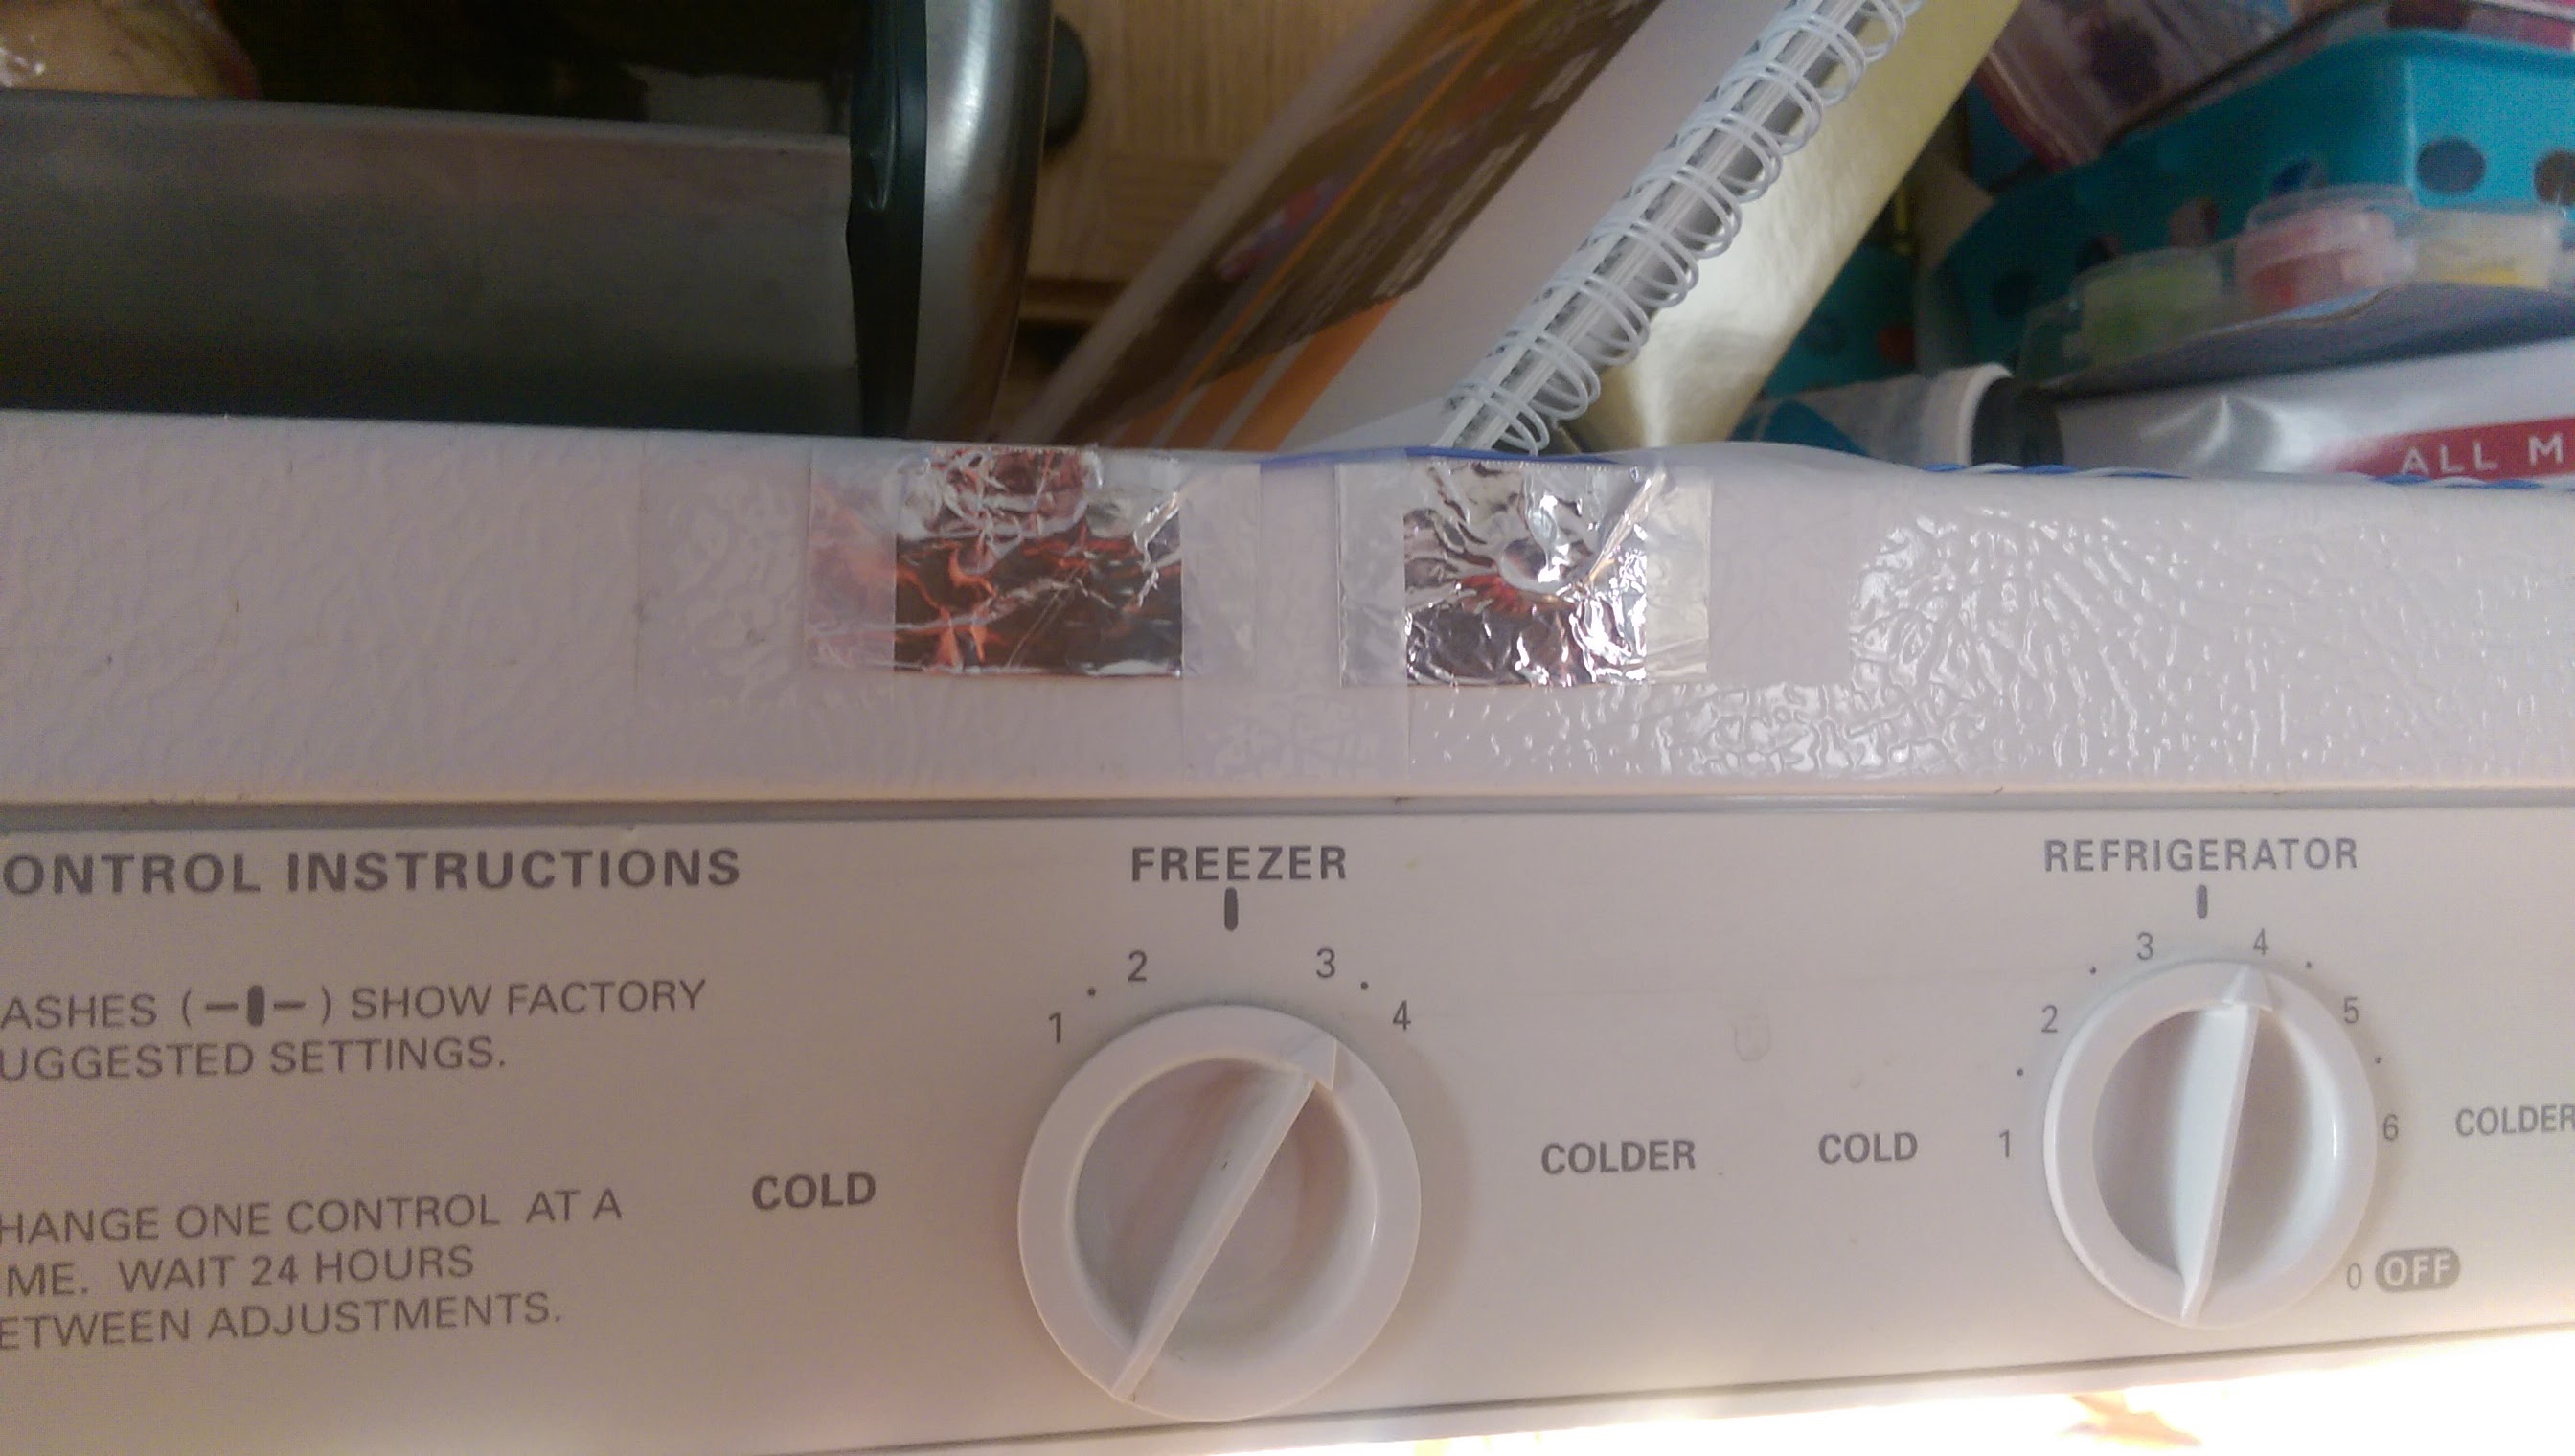 ALL M
ONTROL INSTRUCTIONS
ASHES (-▮-) SHOW FACTORY
UGGESTED SETTINGS.
HANGE ONE CONTROL AT A
ME. WAIT 24 HOURS
ETWEEN ADJUSTMENTS.
FREEZER
1 · 2 3 · 4
COLD COLDER
REFRIGERATOR
1 · 2 · 3 4 · 5 · 6
COLD COLDER
0 OFF